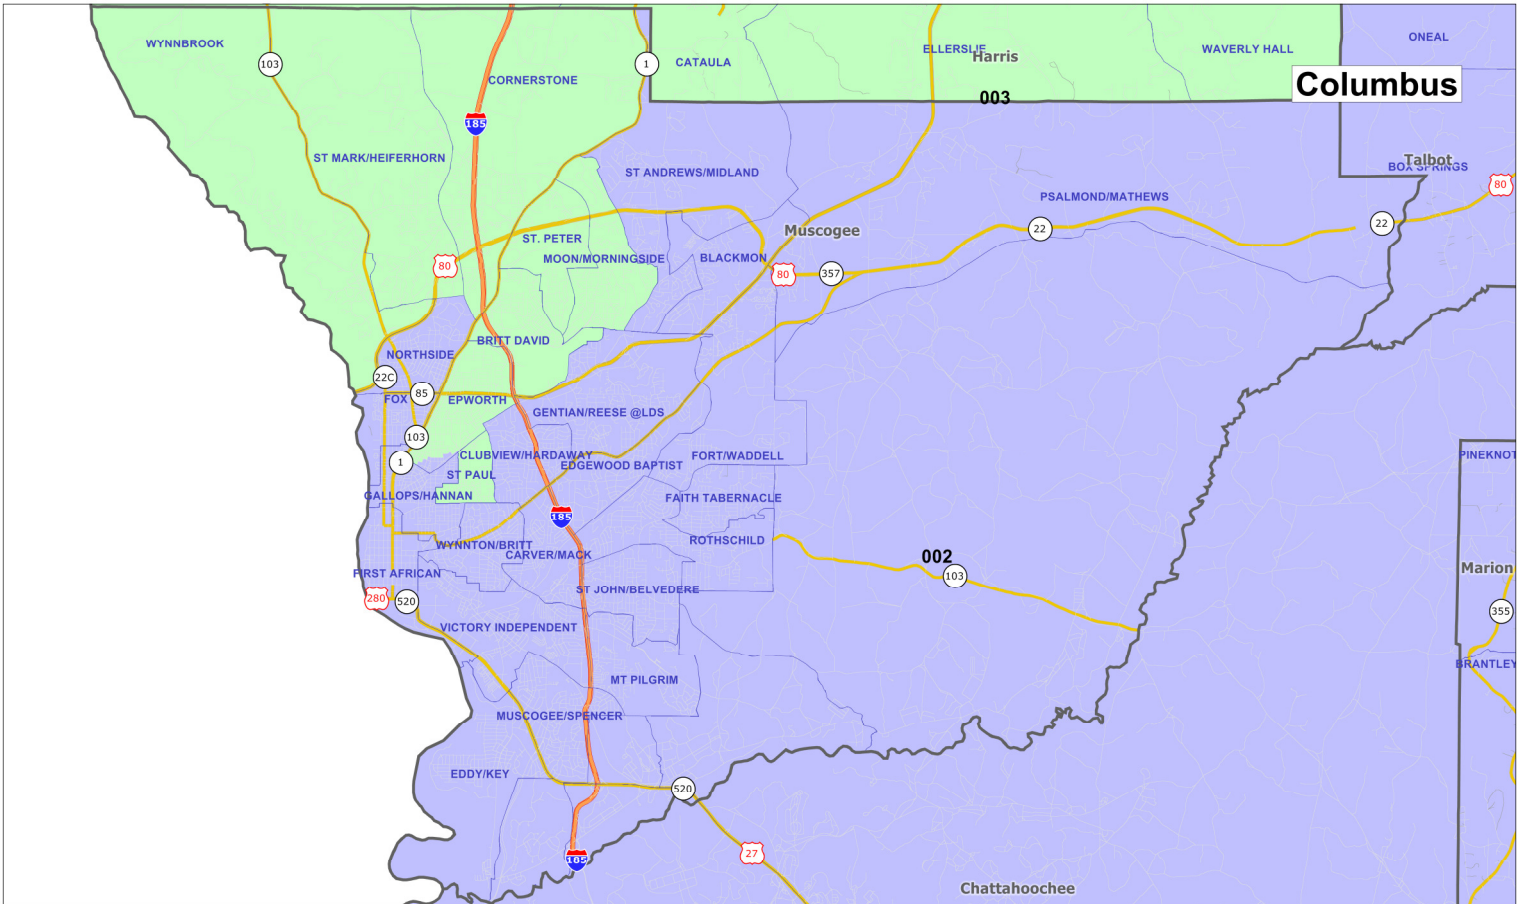 WYNNBROOK
103
CORNERSTONE
1
CATAULA
ELLERSLIE
Harris
WAVERLY HALL
ONEAL
Columbus
003
185
ST MARK/HEIFERHORN
ST ANDREWS/MIDLAND
PSALMOND/MATHEWS
Talbot
BOX SPRINGS
80
22
22
Muscogee
ST. PETER
MOON/MORNINGSIDE
BLACKMON
80
80
357
BRITT DAVID
NORTHSIDE
22C
85
FOX
EPWORTH
GENTIAN/REESE @LDS
103
1
CLUBVIEW/HARDAWAY
EDGEWOOD BAPTIST
FORT/WADDELL
PINEKNOT
ST PAUL
GALLOPS/HANNAN
FAITH TABERNACLE
185
ROTHSCHILD
WYNNTON/BRITT
CARVER/MACK
002
103
Marion
FIRST AFRICAN
ST JOHN/BELVEDERE
280
520
355
VICTORY INDEPENDENT
BRANTLEY
MT PILGRIM
MUSCOGEE/SPENCER
EDDY/KEY
520
27
185
Chattahoochee